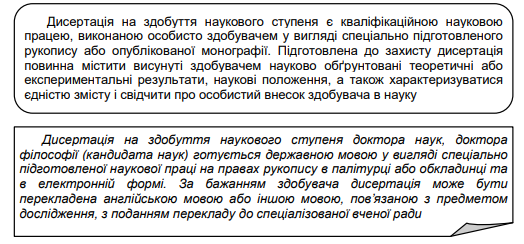 Дисертація на здобуття наукового ступеня є кваліфікаційною науковою
працею, виконаною особисто здобувачем у вигляді спеціально підготовленого
рукопису або опублікованої монографії. Підготовлена до захисту дисертація
повинна містити висунуті здобувачем науково обґрунтовані теоретичні або
експериментальні результати, наукові положення, а також характеризуватися
єдністю змісту і свідчити про особистий внесок здобувача в науку
Дисертація на здобуття наукового ступеня доктора наук, доктора
філософії (кандидата наук) готується державною мовою у вигляді спеціально
підготовленої наукової праці на правах рукопису в палітурці або обкладинці та
в електронній формі. За бажанням здобувача дисертація може бути
перекладена англійською мовою або іншою мовою, пов’язаною з предметом
дослідження, з поданням перекладу до спеціалізованої вченої ради